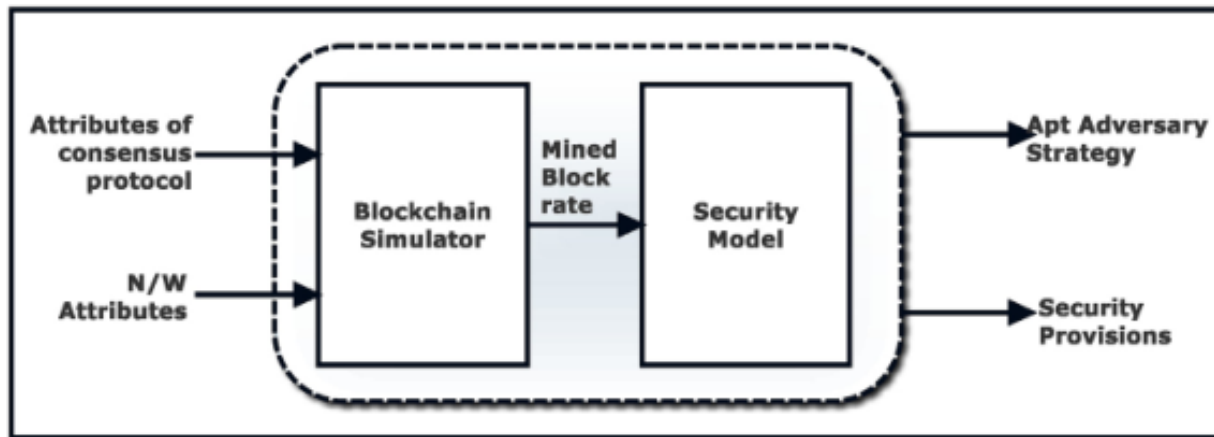 Attributes of
consensus
protocol
N/W
Attributes
Blockchain
Simulator
Mined
Block
rate
Security
Model
Apt Adversary
Strategy
Security
Provisions